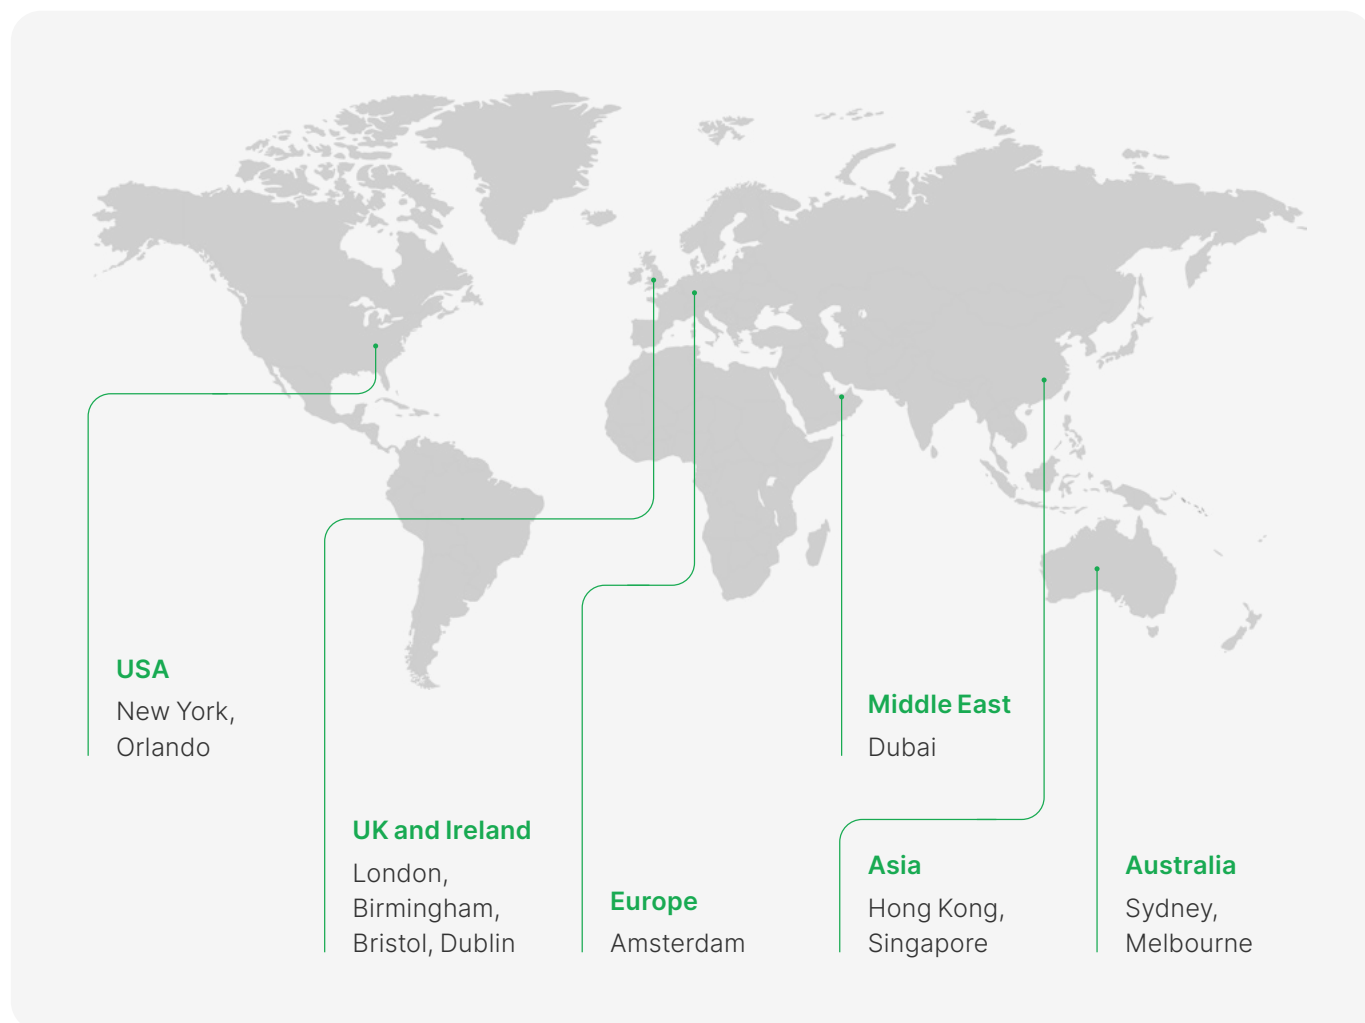 USA
New York,
Orlando
UK and Ireland
London,
Birmingham,
Bristol, Dublin
Europe
Amsterdam
Middle East
Dubai
Asia
Hong Kong,
Singapore
Australia
Sydney,
Melbourne